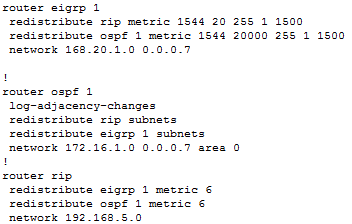 router eigrp 1
 redistribute rip metric 1544 20 255 1 1500
 redistribute ospf 1 metric 1544 20000 255 1 1500
 network 168.20.1.0 0.0.0.7
!
router ospf 1
 log-adjacency-changes
 redistribute rip subnets
 redistribute eigrp 1 subnets
 network 172.16.1.0 0.0.0.7 area 0
!
router rip
 redistribute eigrp 1 metric 6
 redistribute ospf 1 metric 6
 network 192.168.5.0